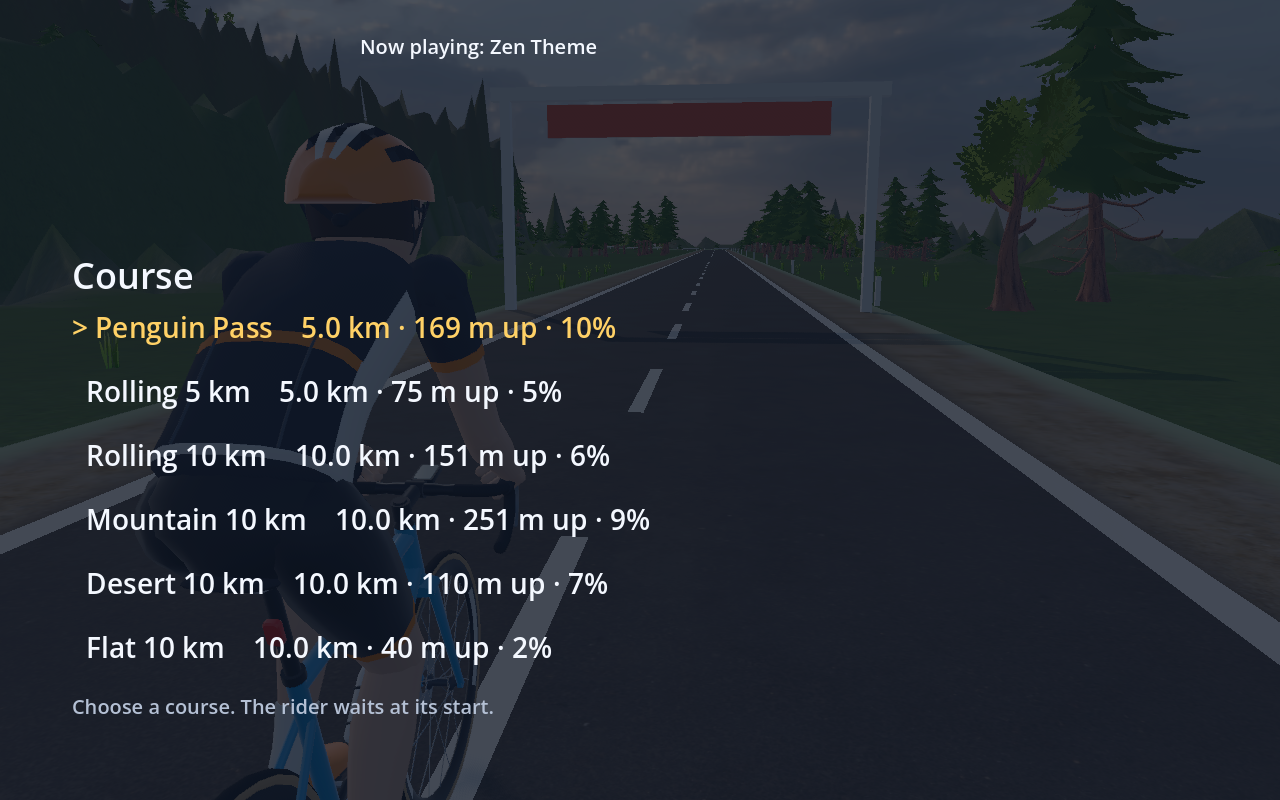 Now playing: Zen Theme
Course
> Penguin Pass 5.0 km · 169 m up · 10%
Rolling 5 km 5.0 km · 75 m up · 5%
Rolling 10 km 10.0 km · 151 m up · 6%
Mountain 10 km 10.0 km · 251 m up · 9%
Desert 10 km 10.0 km · 110 m up · 7%
Flat 10 km 10.0 km · 40 m up · 2%
Choose a course. The rider waits at its start.